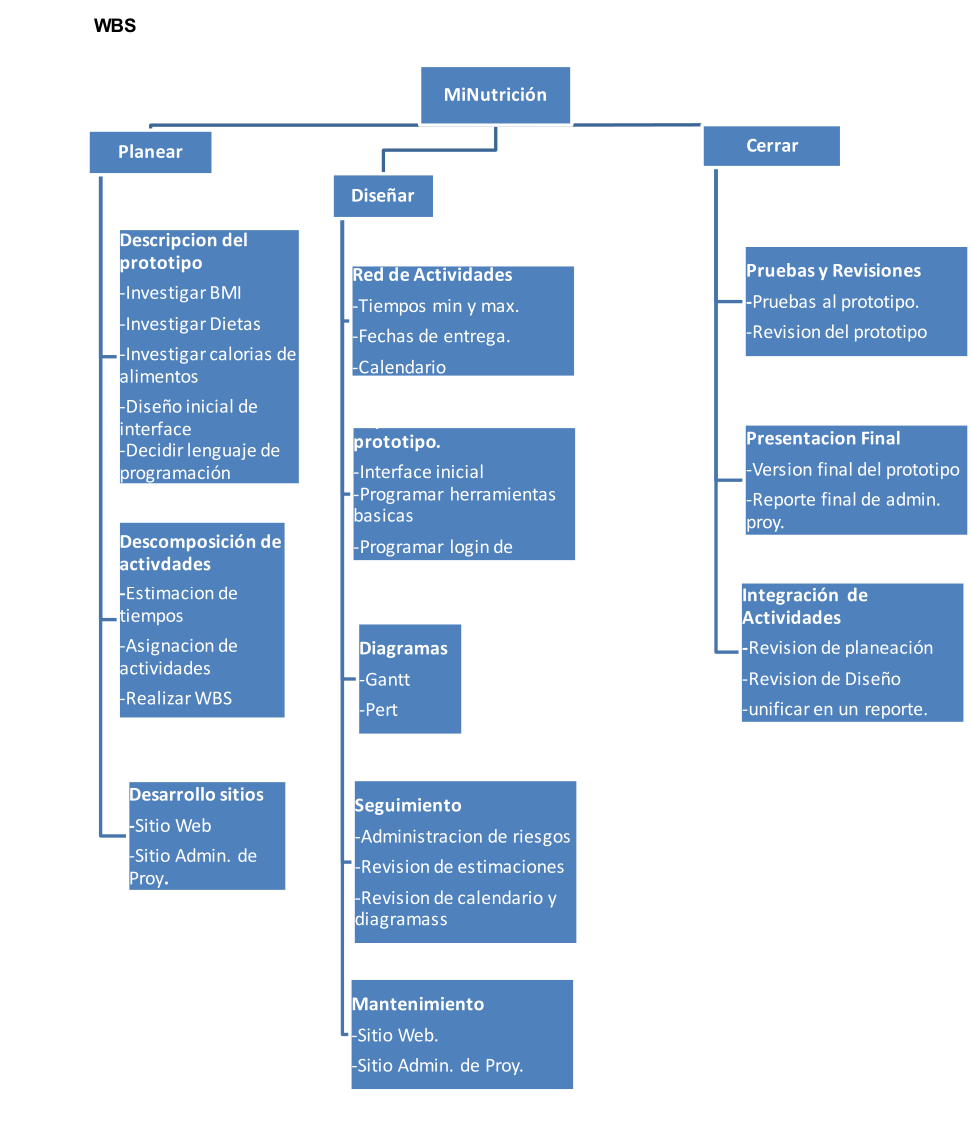 WBS
MiNutrición
Planear
Descripcion del
prototipo
-Investigar BMI
-Investigar Dietas
-Investigar calorias de
alimentos
-Diseño inicial de
interface
-Decidir lenguaje de
programación
Descomposición de
activdades
-Estimacion de
tiempos
-Asignacion de
actividades
-Realizar WBS
Desarrollo sitios
-Sitio Web
-Sitio Admin. de
Proy.
Diseñar
Red de Actividades
-Tiempos min y max.
-Fechas de entrega.
-Calendario
prototipo.
-Interface inicial
-Programar herramientas
basicas
-Programar login de
Diagramas
-Gantt
-Pert
Seguimiento
-Administracion de riesgos
-Revision de estimaciones
-Revision de calendario y
diagramass
Mantenimiento
-Sitio Web.
-Sitio Admin. de Proy.
Cerrar
Pruebas y Revisiones
-Pruebas al prototipo.
-Revision del prototipo
Presentacion Final
-Version final del prototipo
-Reporte final de admin.
proy.
Integración de
Actividades
-Revision de planeación
-Revision de Diseño
-unificar en un reporte.